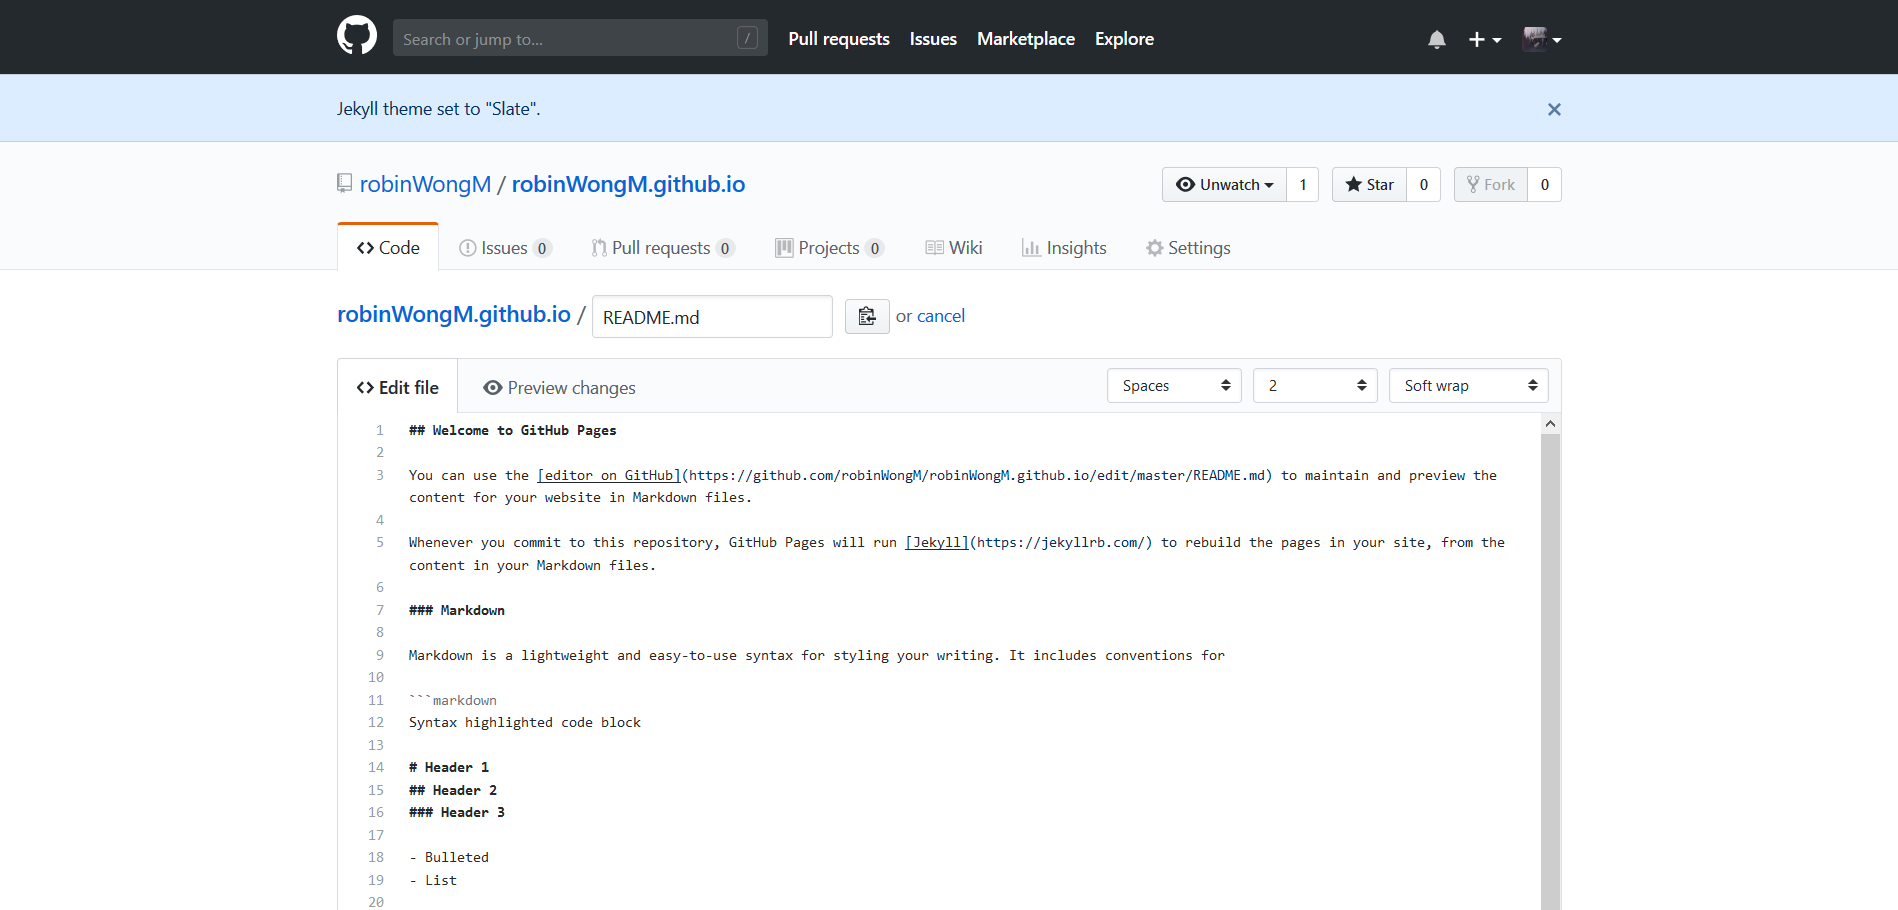 Search or jump to... / Pull requests Issues Marketplace Explore
Jekyll theme set to "Slate".
robinWongM / robinWongM.github.io Unwatch 1 Star 0 Fork 0
Code Issues 0 Pull requests 0 Projects 0 Wiki Insights Settings
robinWongM.github.io / README.md or cancel
Edit file Preview changes Spaces 2 Soft wrap
1 ## Welcome to GitHub Pages
2
3 You can use the [editor on GitHub](https://github.com/robinWongM/robinWongM.github.io/edit/master/README.md) to maintain and preview the
content for your website in Markdown files.
4
5 Whenever you commit to this repository, GitHub Pages will run [Jekyll](https://jekyllrb.com/) to rebuild the pages in your site, from the
content in your Markdown files.
6
7 ### Markdown
8
9 Markdown is a lightweight and easy-to-use syntax for styling your writing. It includes conventions for
10
11 ```markdown
12 Syntax highlighted code block
13
14 # Header 1
15 ## Header 2
16 ### Header 3
17
18 - Bulleted
19 - List
20